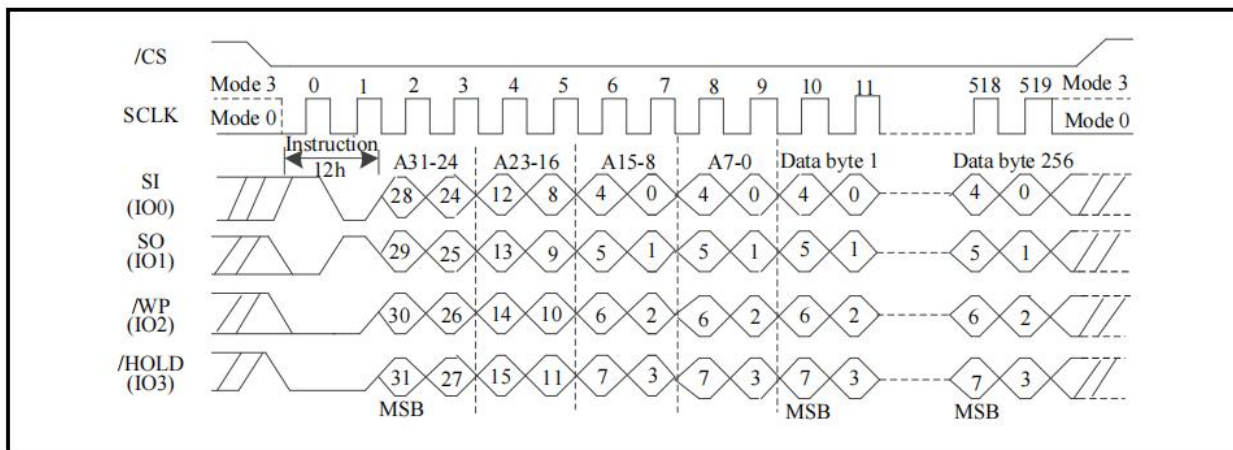 /CS
Mode 3 0 1 2 3 4 5 6 7 8 9 10 11 518 519 Mode 3
SCLK Mode 0 Mode 0
Instruction
12h A31-24 A23-16 A15-8 A7-0 Data byte 1 Data byte 256
SI
(IO0) 28 24 12 8 4 0 4 0 4 0 4 0
SO
(IO1) 29 25 13 9 5 1 5 1 5 1 5 1
/WP
(IO2) 30 26 14 10 6 2 6 2 6 2 6 2
/HOLD
(IO3) 31 27 15 11 7 3 7 3 7 3 7 3
MSB MSB MSB